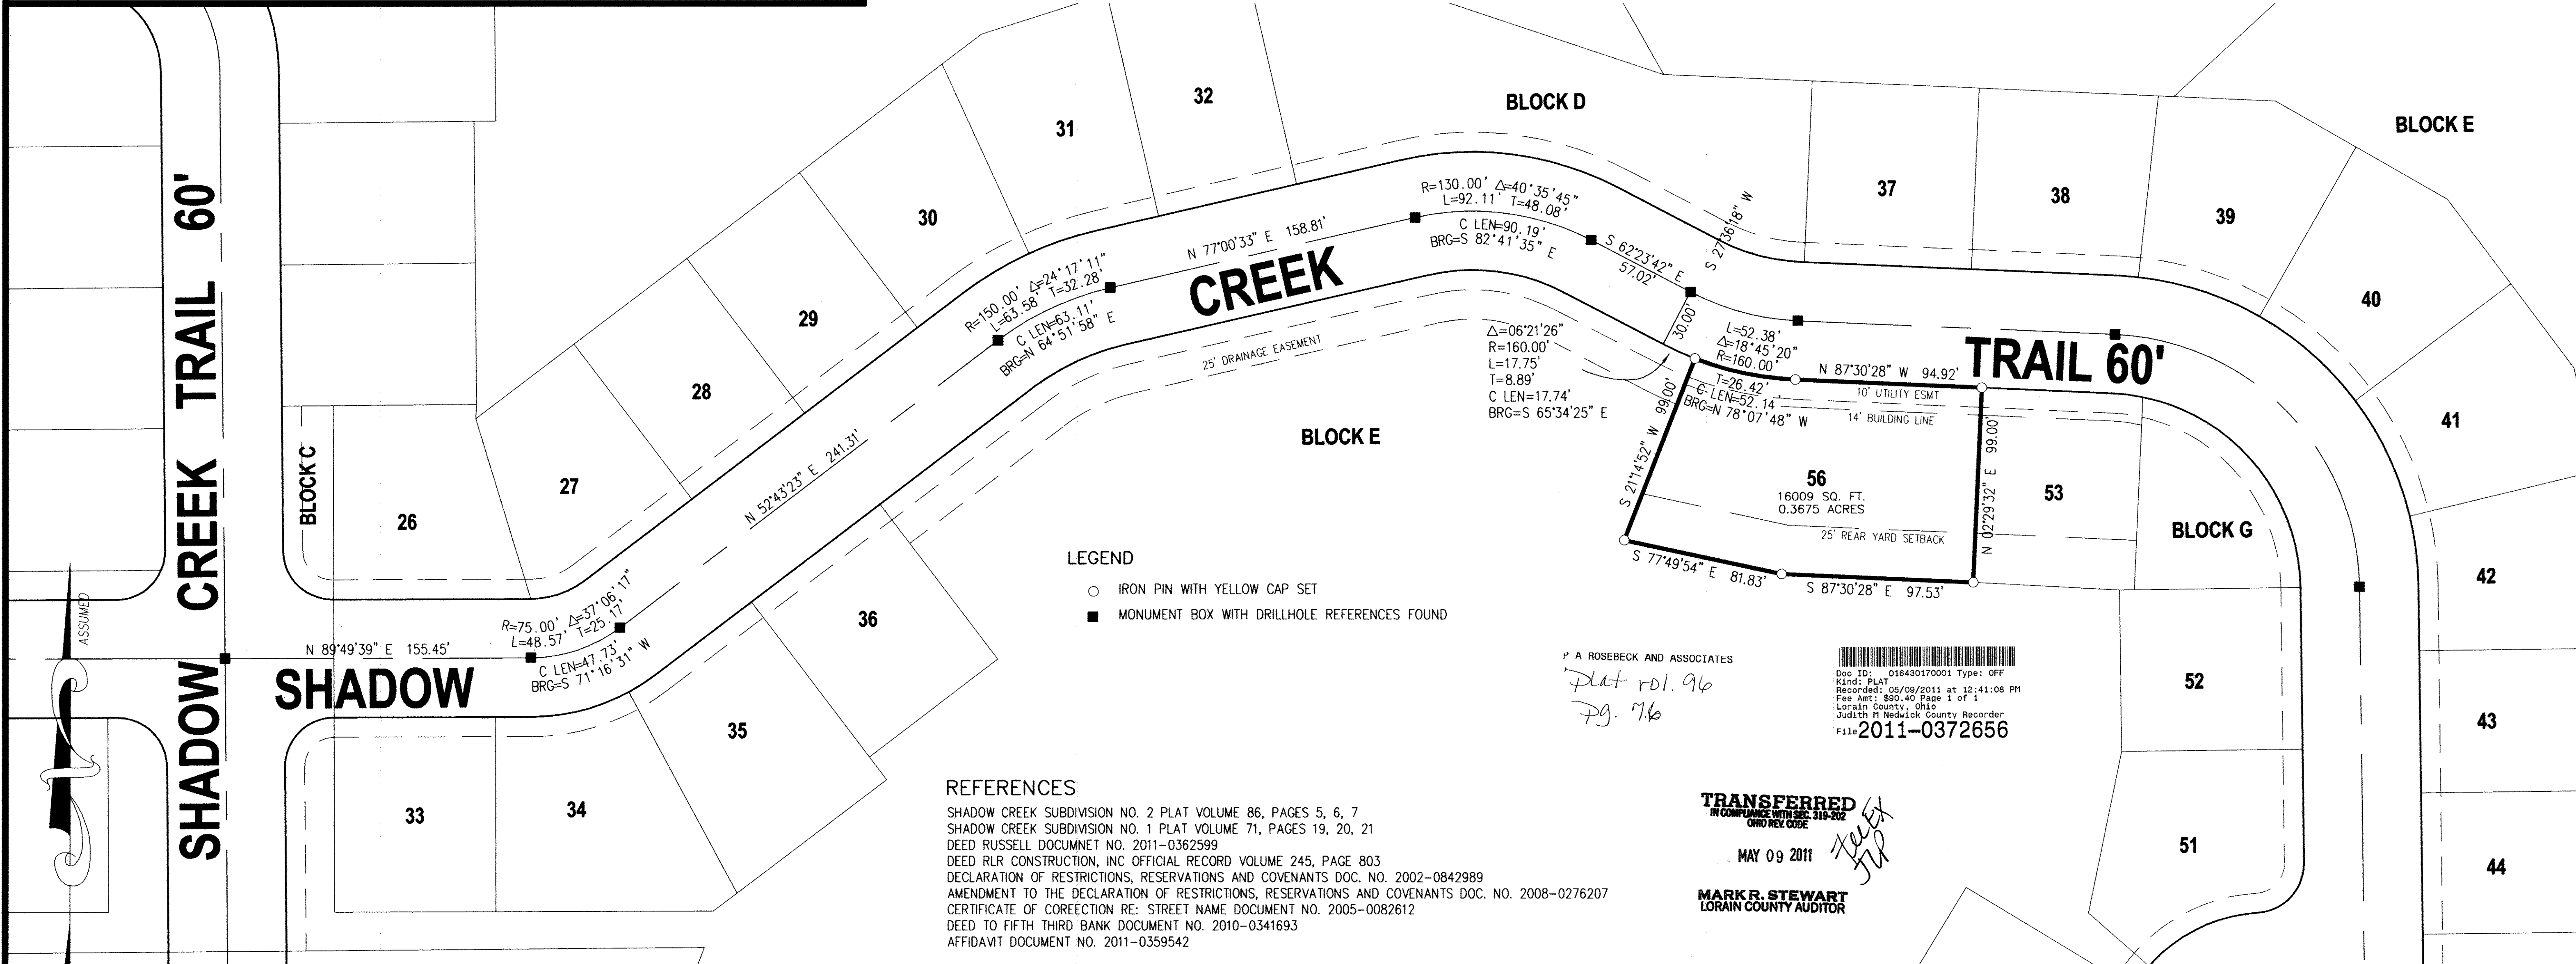 32
BLOCK D
31
BLOCK E
37
38
39
30
40
SHADOW CREEK TRAIL 60'
R=130.00' Δ=40°35'45"
L=92.11' T=48.08'
C LEN=90.19'
BRG=S 82°41'35" E
S 62°23'42" E
57.02'
S 27°36'18" W
30.00'
N 77°00'33" E 158.81'
R=150.00' Δ=24°17'11"
L=63.58' T=32.28'
C LEN=63.11'
BRG=N 64°51'58" E
CREEK
TRAIL 60'
29
28
27
26
BLOCK C
25' DRAINAGE EASEMENT
Δ=06°21'26"
R=160.00'
L=17.75'
T=8.89'
C LEN=17.74'
BRG=S 65°34'25" E
L=52.38'
Δ=18°45'20"
R=160.00'
T=26.42'
C LEN=52.14'
BRG=N 78°07'48" W
N 87°30'28" W 94.92'
10' UTILITY ESMT
14' BUILDING LINE
S 21°14'52" W 99.00'
N 02°29'32" E 99.00'
56
16009 SQ. FT.
0.3675 ACRES
25' REAR YARD SETBACK
S 77°49'54" E 81.83'
S 87°30'28" E 97.53'
BLOCK E
53
BLOCK G
41
42
N 52°43'23" E 241.31'
LEGEND
IRON PIN WITH YELLOW CAP SET
MONUMENT BOX WITH DRILLHOLE REFERENCES FOUND
ASSUMED
N 89°49'39" E 155.45'
R=75.00' Δ=37°06'17"
L=48.57' T=25.17'
C LEN=47.73'
BRG=S 71°16'31" W
SHADOW
36
35
34
33
52
51
43
44
P A ROSEBECK AND ASSOCIATES
Plat vol. 96
pg. 76
Doc ID: 016430170001 Type: OFF
Kind: PLAT
Recorded: 05/09/2011 at 12:41:08 PM
Fee Amt: $90.40 Page 1 of 1
Lorain County, Ohio
Judith M Nedwick County Recorder
File 2011-0372656
REFERENCES
SHADOW CREEK SUBDIVISION NO. 2 PLAT VOLUME 86, PAGES 5, 6, 7
SHADOW CREEK SUBDIVISION NO. 1 PLAT VOLUME 71, PAGES 19, 20, 21
DEED RUSSELL DOCUMNET NO. 2011-0362599
DEED RLR CONSTRUCTION, INC OFFICIAL RECORD VOLUME 245, PAGE 803
DECLARATION OF RESTRICTIONS, RESERVATIONS AND COVENANTS DOC. NO. 2002-0842989
AMENDMENT TO THE DECLARATION OF RESTRICTIONS, RESERVATIONS AND COVENANTS DOC. NO. 2008-0276207
CERTIFICATE OF COREECTION RE: STREET NAME DOCUMENT NO. 2005-0082612
DEED TO FIFTH THIRD BANK DOCUMENT NO. 2010-0341693
AFFIDAVIT DOCUMENT NO. 2011-0359542
TRANSFERRED
IN COMPLIANCE WITH SEC. 319-202
OHIO REV. CODE
MAY 09 2011
MARK R. STEWART
LORAIN COUNTY AUDITOR